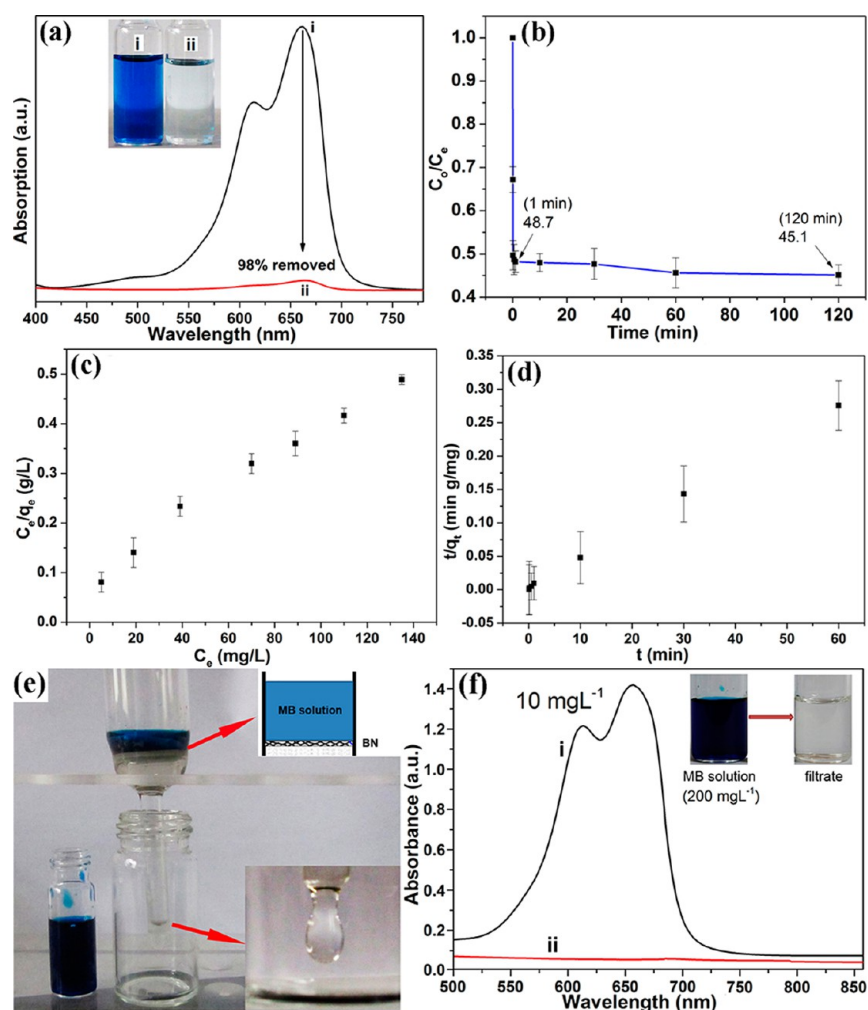 (a)
i
ii
i
98% removed
ii
Absorption (a.u.)
400 450 500 550 600 650 700 750
Wavelength (nm)
(b)
1.0
0.9
0.8
0.7
0.6
0.5
0.4
Cₒ/Cₑ
(1 min)
48.7
(120 min)
45.1
0 20 40 60 80 100 120
Time (min)
(c)
0.5
0.4
0.3
0.2
0.1
0.0
Cₑ/qₑ (g/L)
0 20 40 60 80 100 120 140
Cₑ (mg/L)
(d)
0.35
0.30
0.25
0.20
0.15
0.10
0.05
0.00
-0.05
t/qₜ (min g/mg)
0 10 20 30 40 50 60
t (min)
(e)
MB solution
BN
(f)
1.4
1.2
1.0
0.8
0.6
0.4
0.2
0.0
Absorbance (a.u.)
10 mgL⁻¹
i
MB solution
(200 mgL⁻¹)
filtrate
ii
500 550 600 650 700 750 800 850
Wavelength (nm)